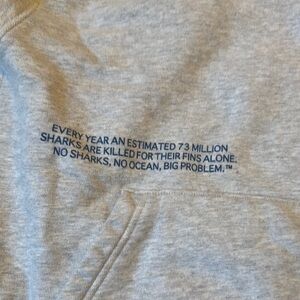 EVERY YEAR AN ESTIMATED 73 MILLION
SHARKS ARE KILLED FOR THEIR FINS ALONE.
NO SHARKS, NO OCEAN, BIG PROBLEM.™